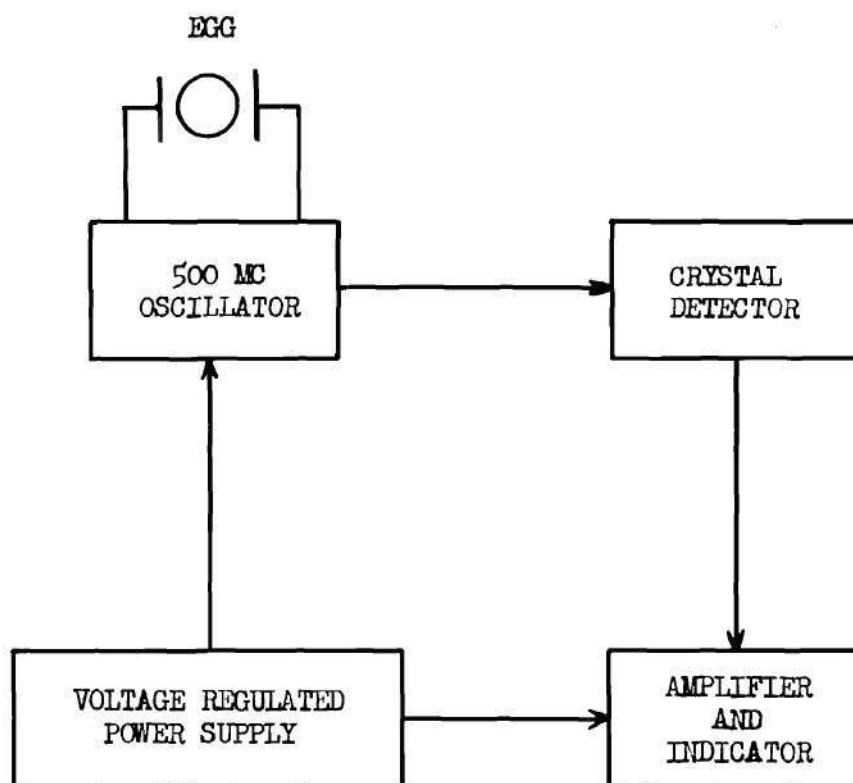 EGG
500 MC
OSCILLATOR
CRYSTAL
DETECTOR
VOLTAGE REGULATED
POWER SUPPLY
AMPLIFIER
AND
INDICATOR